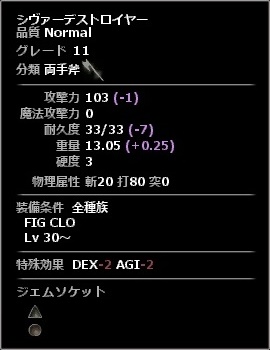 シヴァーデストロイヤー
品質 Normal
グレード 11
分類 両手斧
攻撃力 103 (-1)
魔法攻撃力 0
耐久度 33/33 (-7)
重量 13.05 (+0.25)
硬度 3
物理属性 斬20 打80 突0
装備条件 全種族
FIG CLO
Lv 30～
特殊効果 DEX-2 AGI-2
ジェムソケット